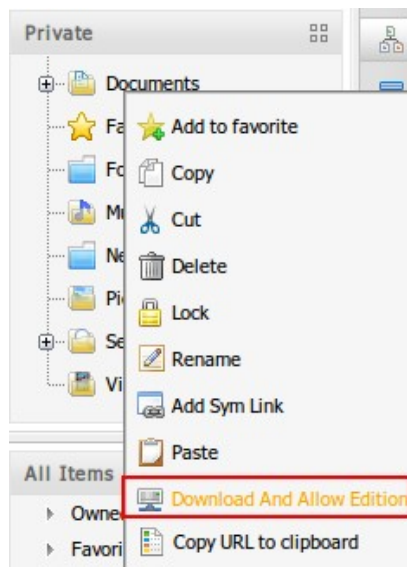 Private
Documents
Add to favorite
Copy
Cut
Delete
Lock
Rename
Add Sym Link
Paste
All Items
Download And Allow Edition
Copy URL to clipboard